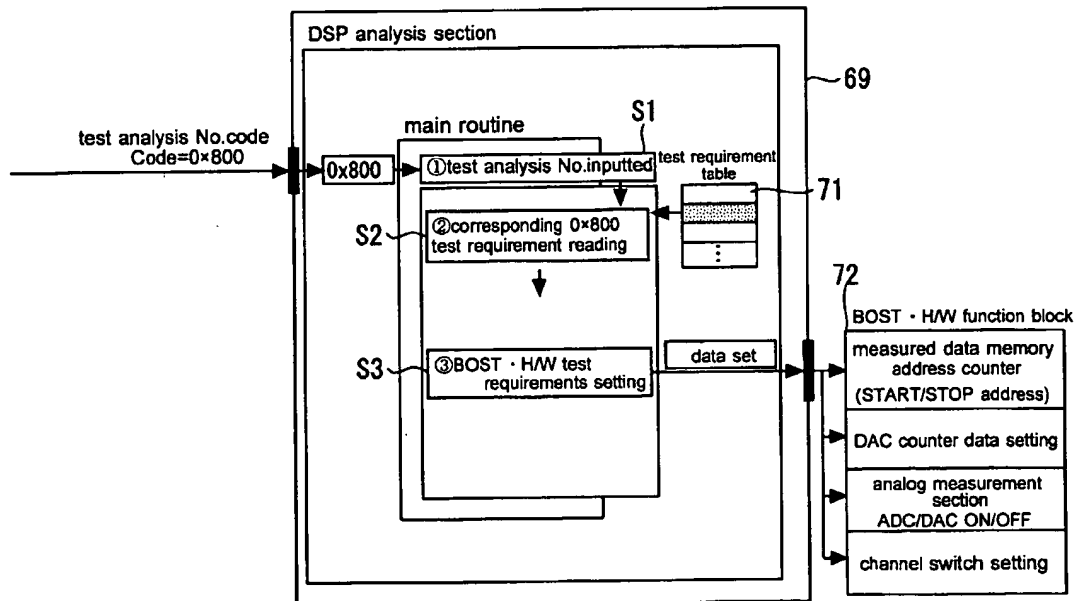 DSP analysis section
69
test analysis No.code
Code=0×800
0x800
main routine
S1
①test analysis No.inputted
test requirement
table
71
S2
②corresponding 0×800
test requirement reading
⋮
S3
③BOST・H/W test
requirements setting
data set
72
BOST・H/W function block
measured data memory
address counter
(START/STOP address)
DAC counter data setting
analog measurement
section
ADC/DAC ON/OFF
channel switch setting